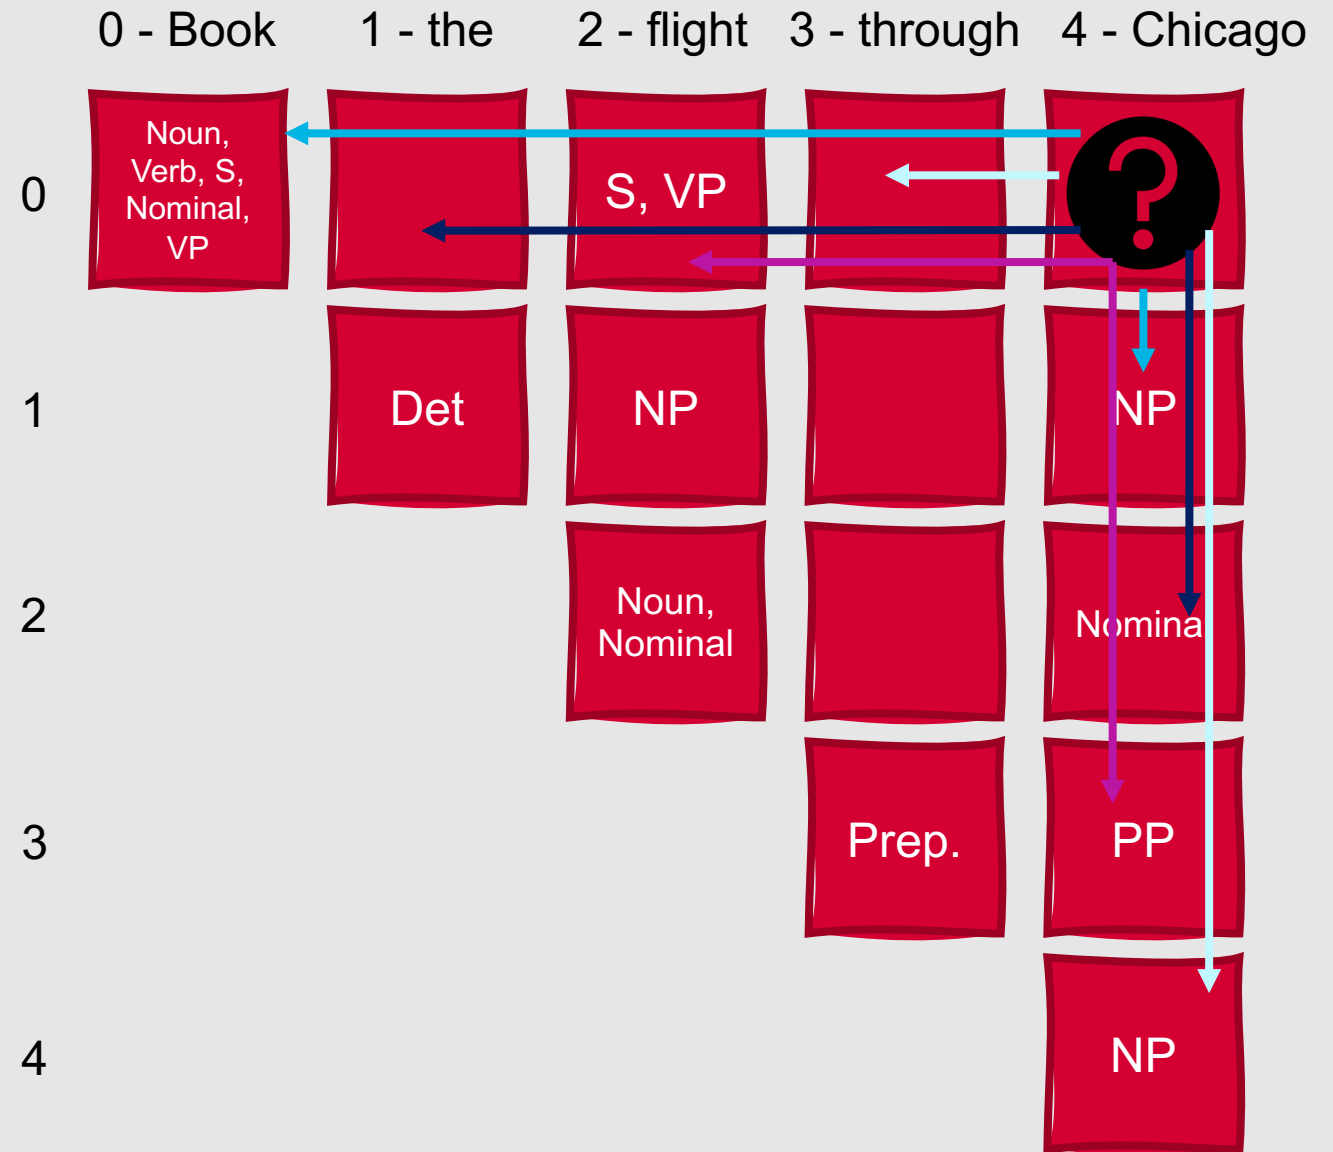 0 - Book 1 - the 2 - flight 3 - through 4 - Chicago
0
Noun,
Verb, S,
Nominal,
VP
S, VP
?
1
Det
NP
NP
2
Noun,
Nominal
Nomina
3
Prep.
PP
4
NP